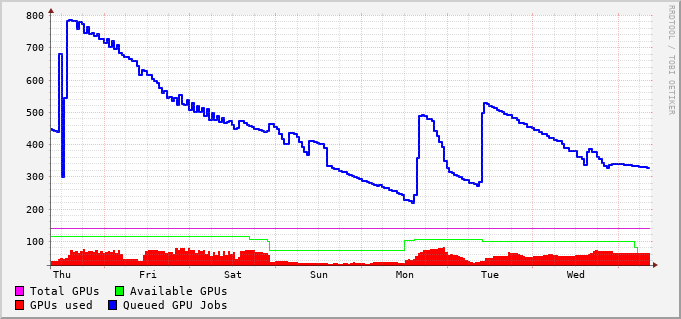 800
700
600
500
400
300
200
100
Thu Fri Sat Sun Mon Tue Wed
Total GPUs Available GPUs
GPUs used Queued GPU Jobs
RRDTOOL / TOBI OETIKER